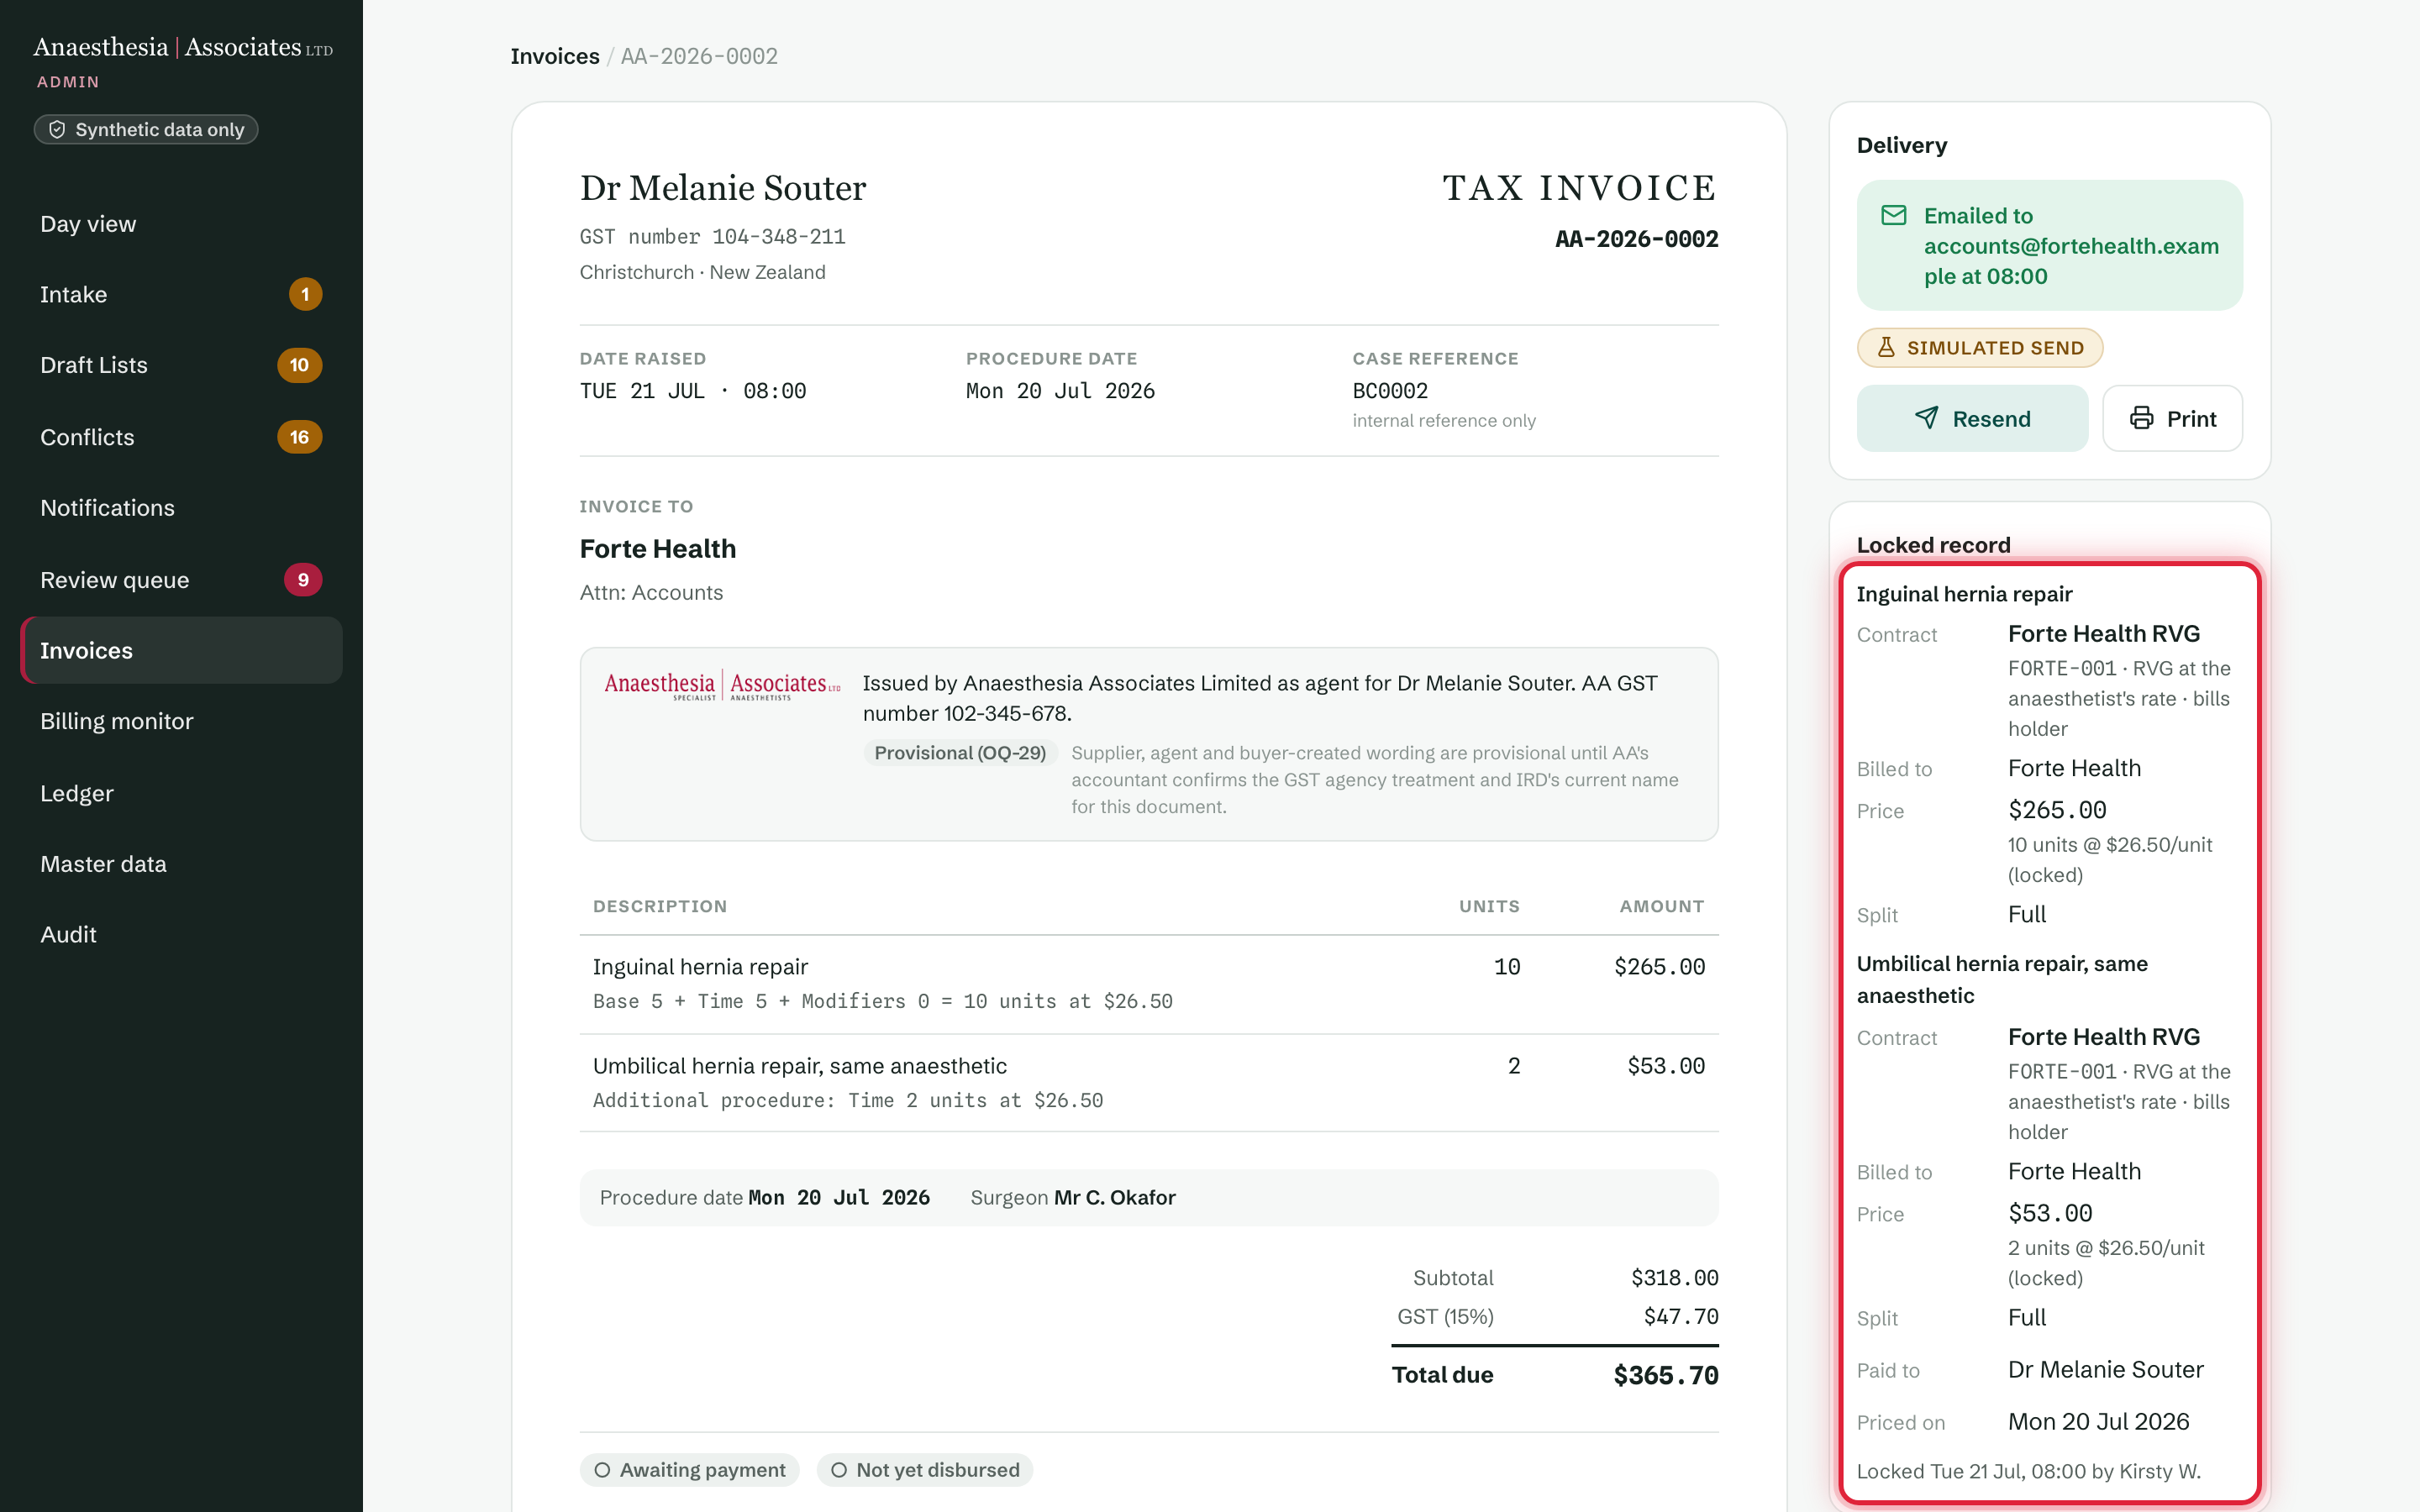 Anaesthesia | Associates LTD
ADMIN
Synthetic data only
Day view
Intake 1
Draft Lists 10
Conflicts 16
Notifications
Review queue 9
Invoices
Billing monitor
Ledger
Master data
Audit
Invoices / AA-2026-0002
Dr Melanie Souter
GST number 104-348-211
Christchurch · New Zealand
TAX INVOICE
AA-2026-0002
DATE RAISED
TUE 21 JUL · 08:00
PROCEDURE DATE
Mon 20 Jul 2026
CASE REFERENCE
BC0002
internal reference only
INVOICE TO
Forte Health
Attn: Accounts
Anaesthesia | Associates LTD
SPECIALIST ANAESTHETISTS
Issued by Anaesthesia Associates Limited as agent for Dr Melanie Souter. AA GST
number 102-345-678.
Provisional (OQ-29)
Supplier, agent and buyer-created wording are provisional until AA's
accountant confirms the GST agency treatment and IRD's current name
for this document.
DESCRIPTION UNITS AMOUNT
Inguinal hernia repair 10 $265.00
Base 5 + Time 5 + Modifiers 0 = 10 units at $26.50
Umbilical hernia repair, same anaesthetic 2 $53.00
Additional procedure: Time 2 units at $26.50
Procedure date Mon 20 Jul 2026 Surgeon Mr C. Okafor
Subtotal $318.00
GST (15%) $47.70
Total due $365.70
Awaiting payment Not yet disbursed
Delivery
Emailed to
accounts@fortehealth.exam
ple at 08:00
SIMULATED SEND
Resend Print
Locked record
Inguinal hernia repair
Contract Forte Health RVG
FORTE-001 · RVG at the
anaesthetist's rate · bills
holder
Billed to Forte Health
Price $265.00
10 units @ $26.50/unit
(locked)
Split Full
Umbilical hernia repair, same
anaesthetic
Contract Forte Health RVG
FORTE-001 · RVG at the
anaesthetist's rate · bills
holder
Billed to Forte Health
Price $53.00
2 units @ $26.50/unit
(locked)
Split Full
Paid to Dr Melanie Souter
Priced on Mon 20 Jul 2026
Locked Tue 21 Jul, 08:00 by Kirsty W.